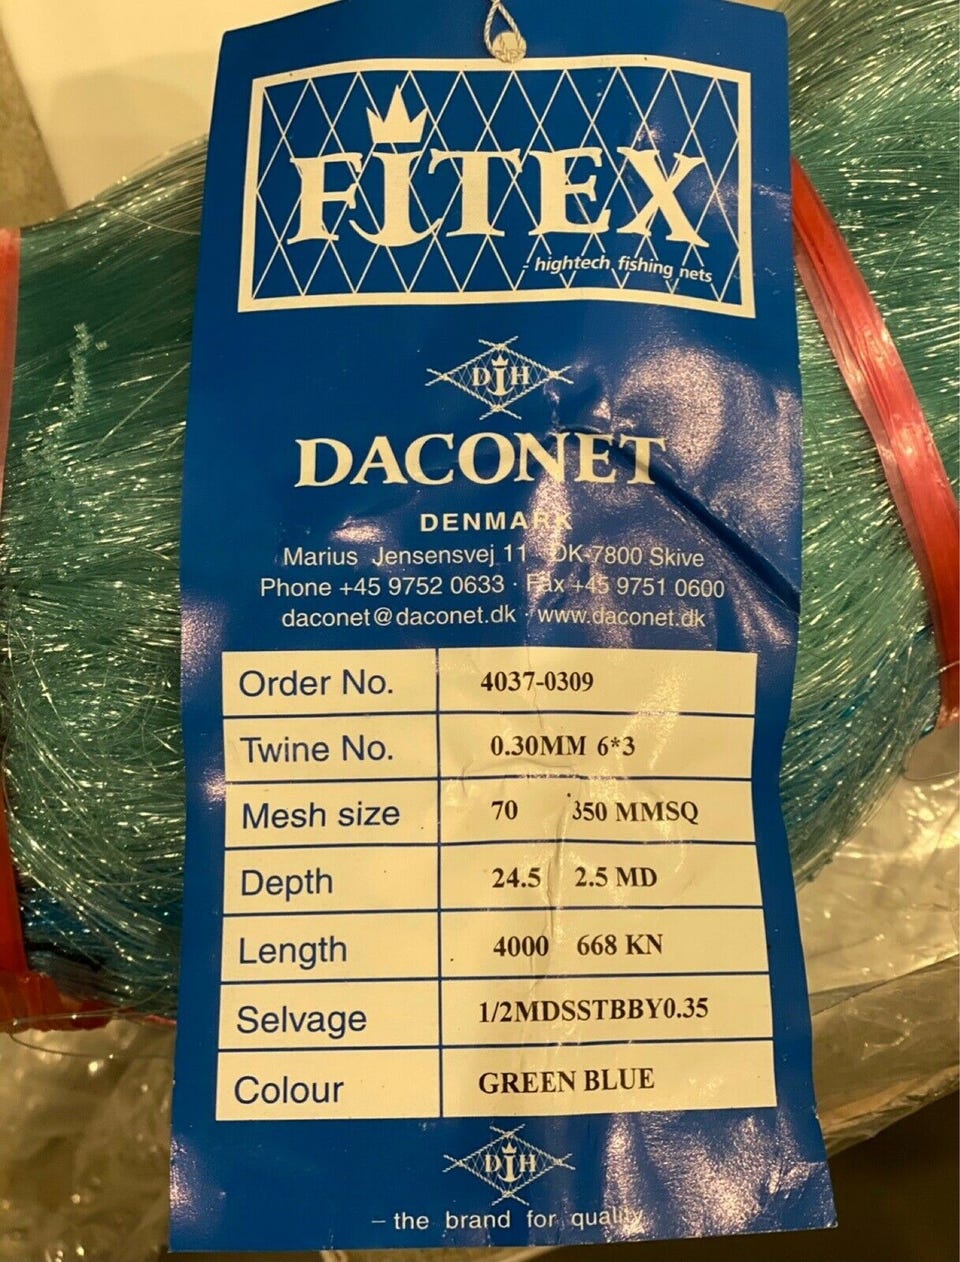 FITEX
- hightech fishing nets
DIH
DACONET
DENMARK
Marius Jensensvej 11 DK-7800 Skive
Phone +45 9752 0633 · Fax +45 9751 0600
daconet@daconet.dk · www.daconet.dk
Order No. 4037-0309
Twine No. 0.30MM 6*3
Mesh size 70 350 MMSQ
Depth 24.5 2.5 MD
Length 4000 668 KN
Selvage 1/2MDSSTBBY0.35
Colour GREEN BLUE
DIH
– the brand for quality